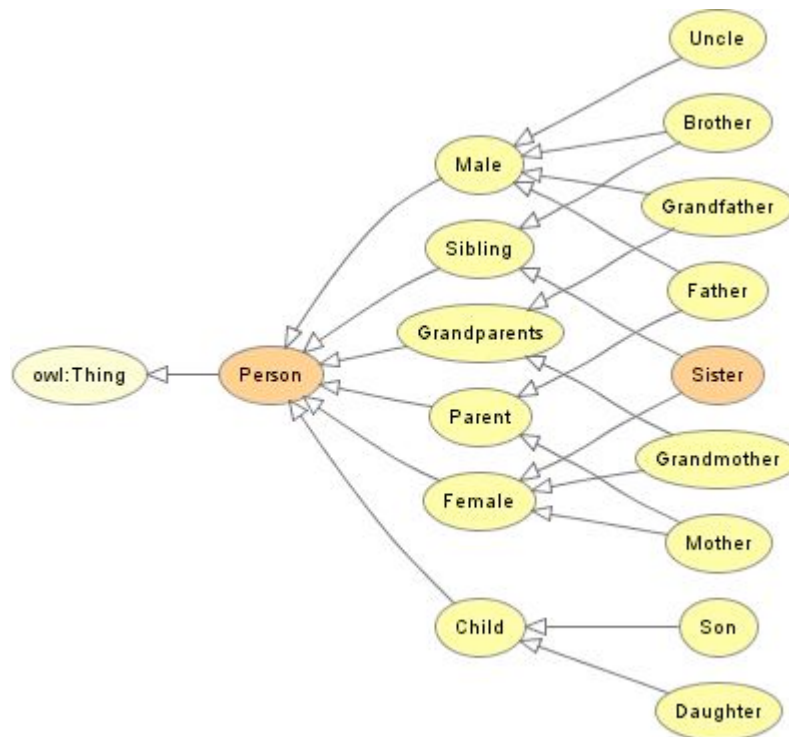 Uncle
Brother
Male
Grandfather
Sibling
Father
Grandparents
owl:Thing
Person
Sister
Parent
Grandmother
Female
Mother
Child
Son
Daughter